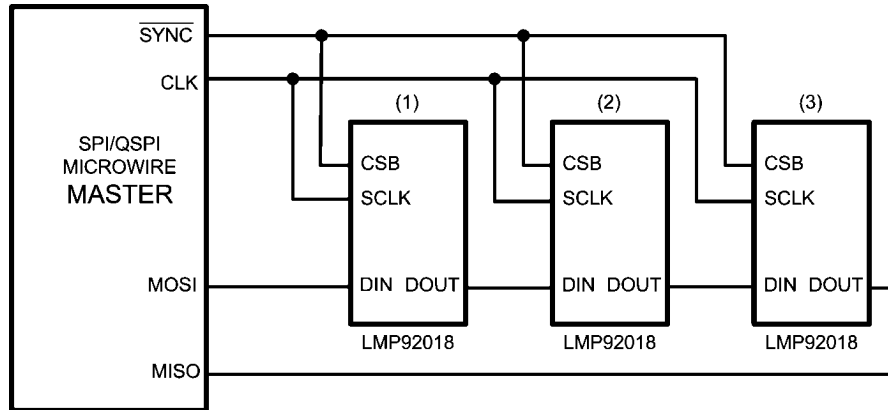 SYNC
CLK
SPI/QSPI
MICROWIRE
MASTER
MOSI
MISO
(1)
CSB
SCLK
DIN DOUT
LMP92018
(2)
CSB
SCLK
DIN DOUT
LMP92018
(3)
CSB
SCLK
DIN DOUT
LMP92018